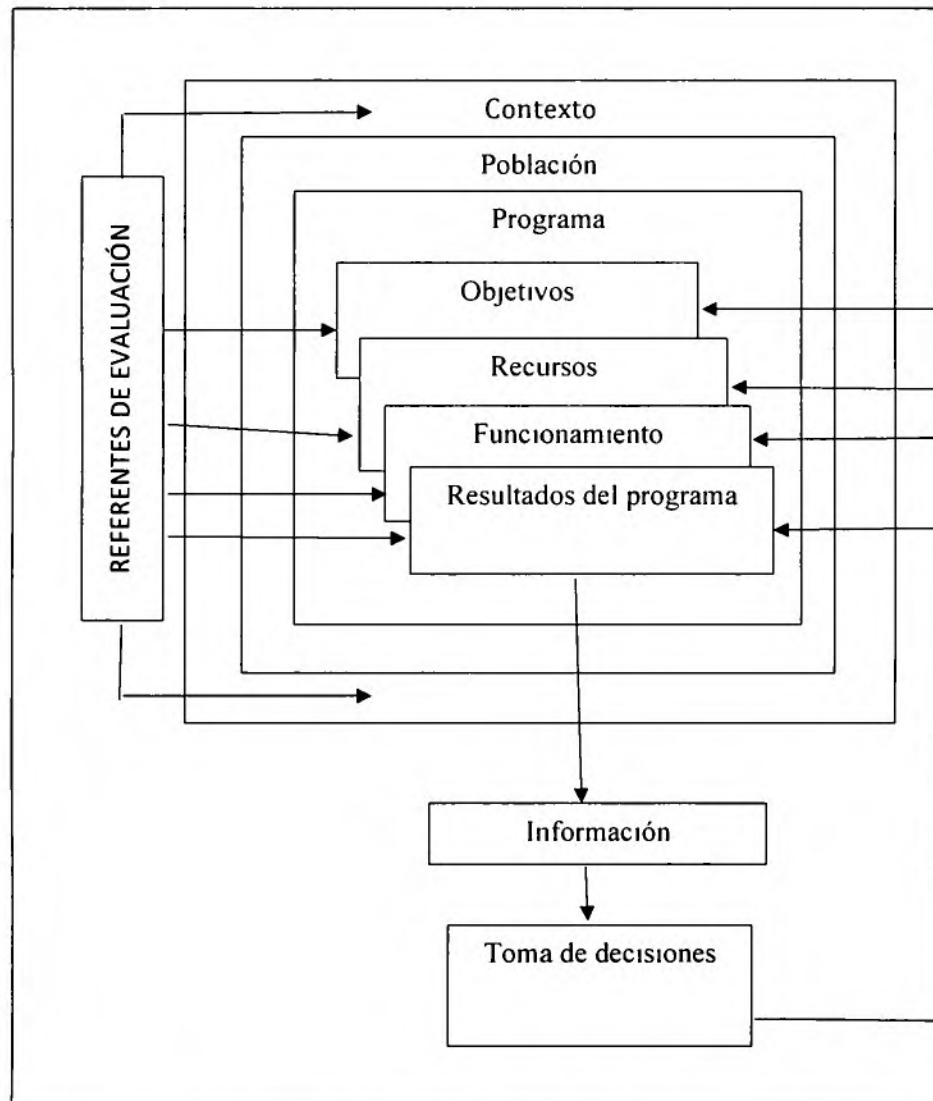 Contexto
Población
Programa
REFERENTES DE EVALUACIÓN
Objetivos
Recursos
Funcionamiento
Resultados del programa
Información
Toma de decisiones